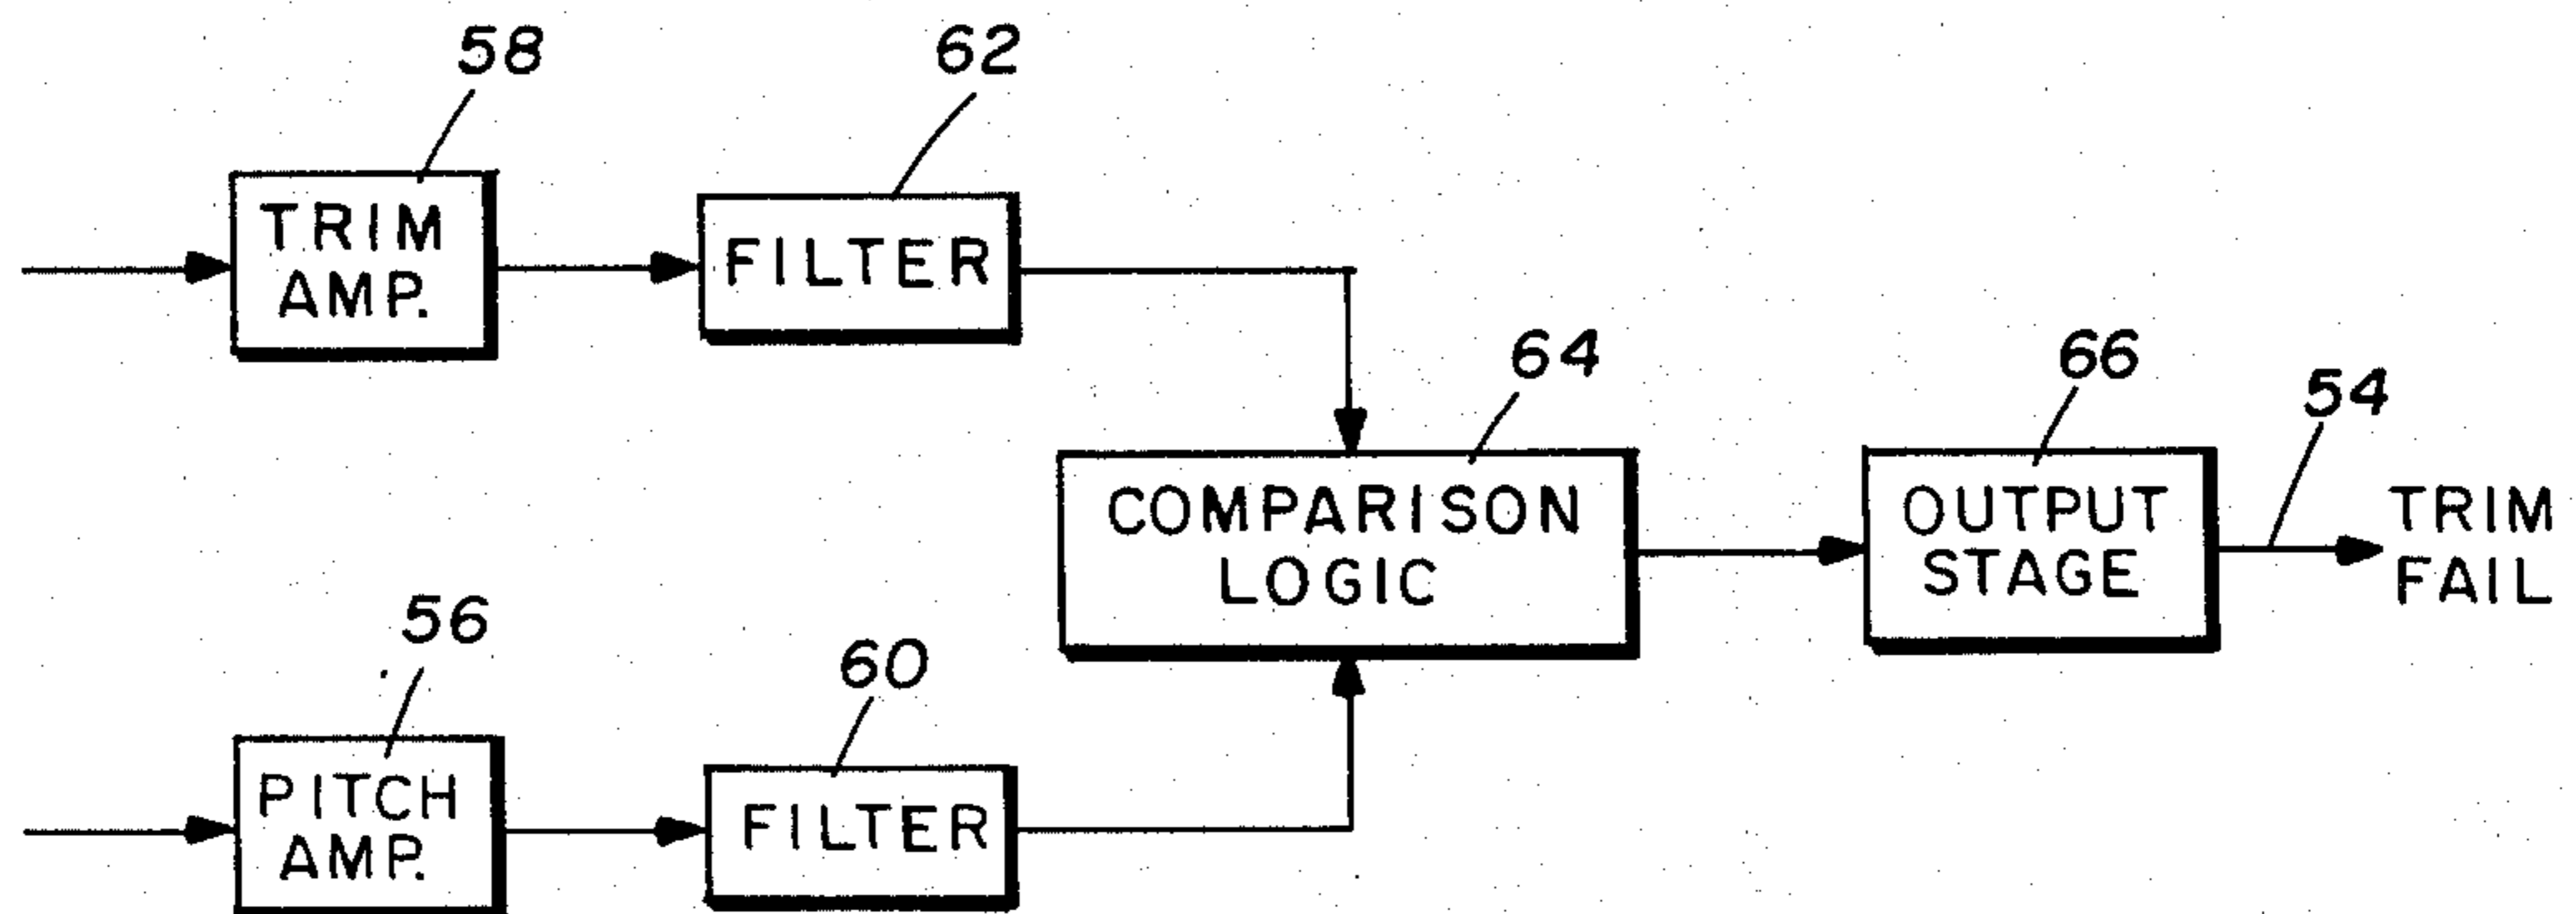 58
62
TRIM
AMP.
FILTER
64
66
54
COMPARISON
LOGIC
OUTPUT
STAGE
TRIM
FAIL
56
60
PITCH
AMP.
FILTER